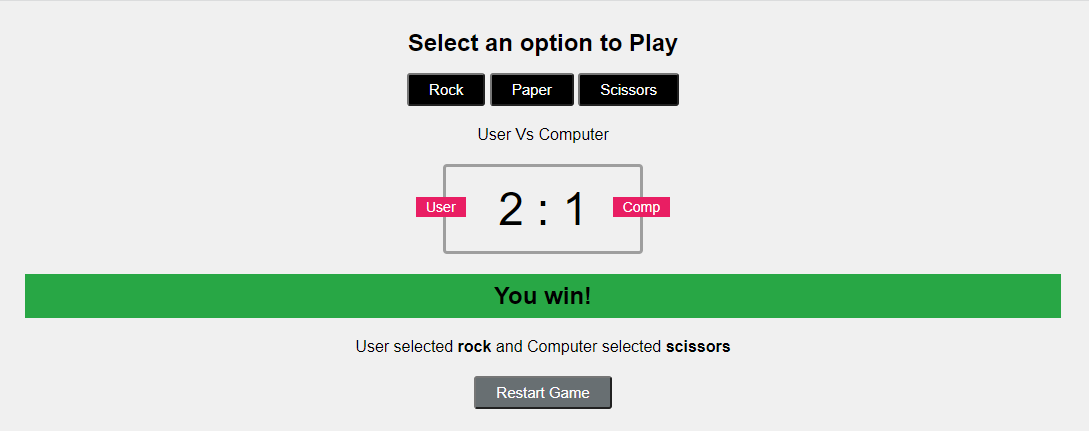 Select an option to Play
Rock Paper Scissors
User Vs Computer
User 2 : 1 Comp
You win!
User selected rock and Computer selected scissors
Restart Game